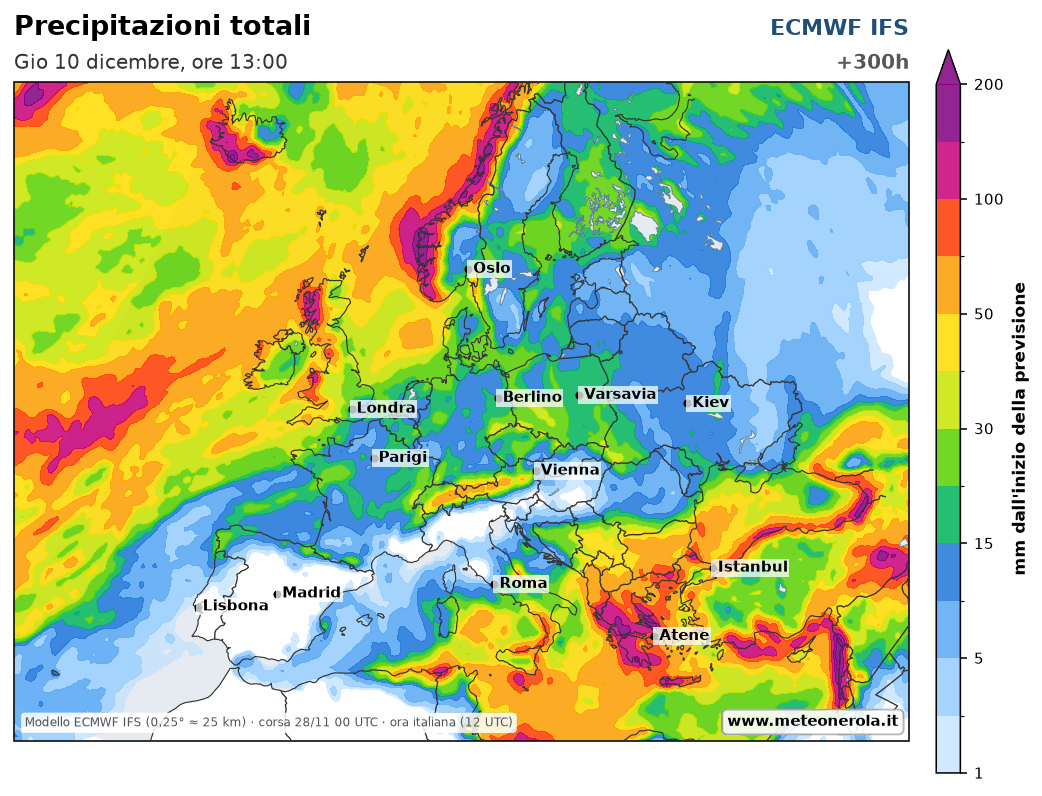 Precipitazioni totali
ECMWF IFS
Gio 10 dicembre, ore 13:00
+300h
200
100
50
30
15
5
1
mm dall'inizio della previsione
Oslo
Londra
Berlino
Varsavia
Kiev
Parigi
Vienna
Istanbul
Roma
Madrid
Lisbona
Atene
Modello ECMWF IFS (0,25° ≈ 25 km) · corsa 28/11 00 UTC · ora italiana (12 UTC)
www.meteonerola.it